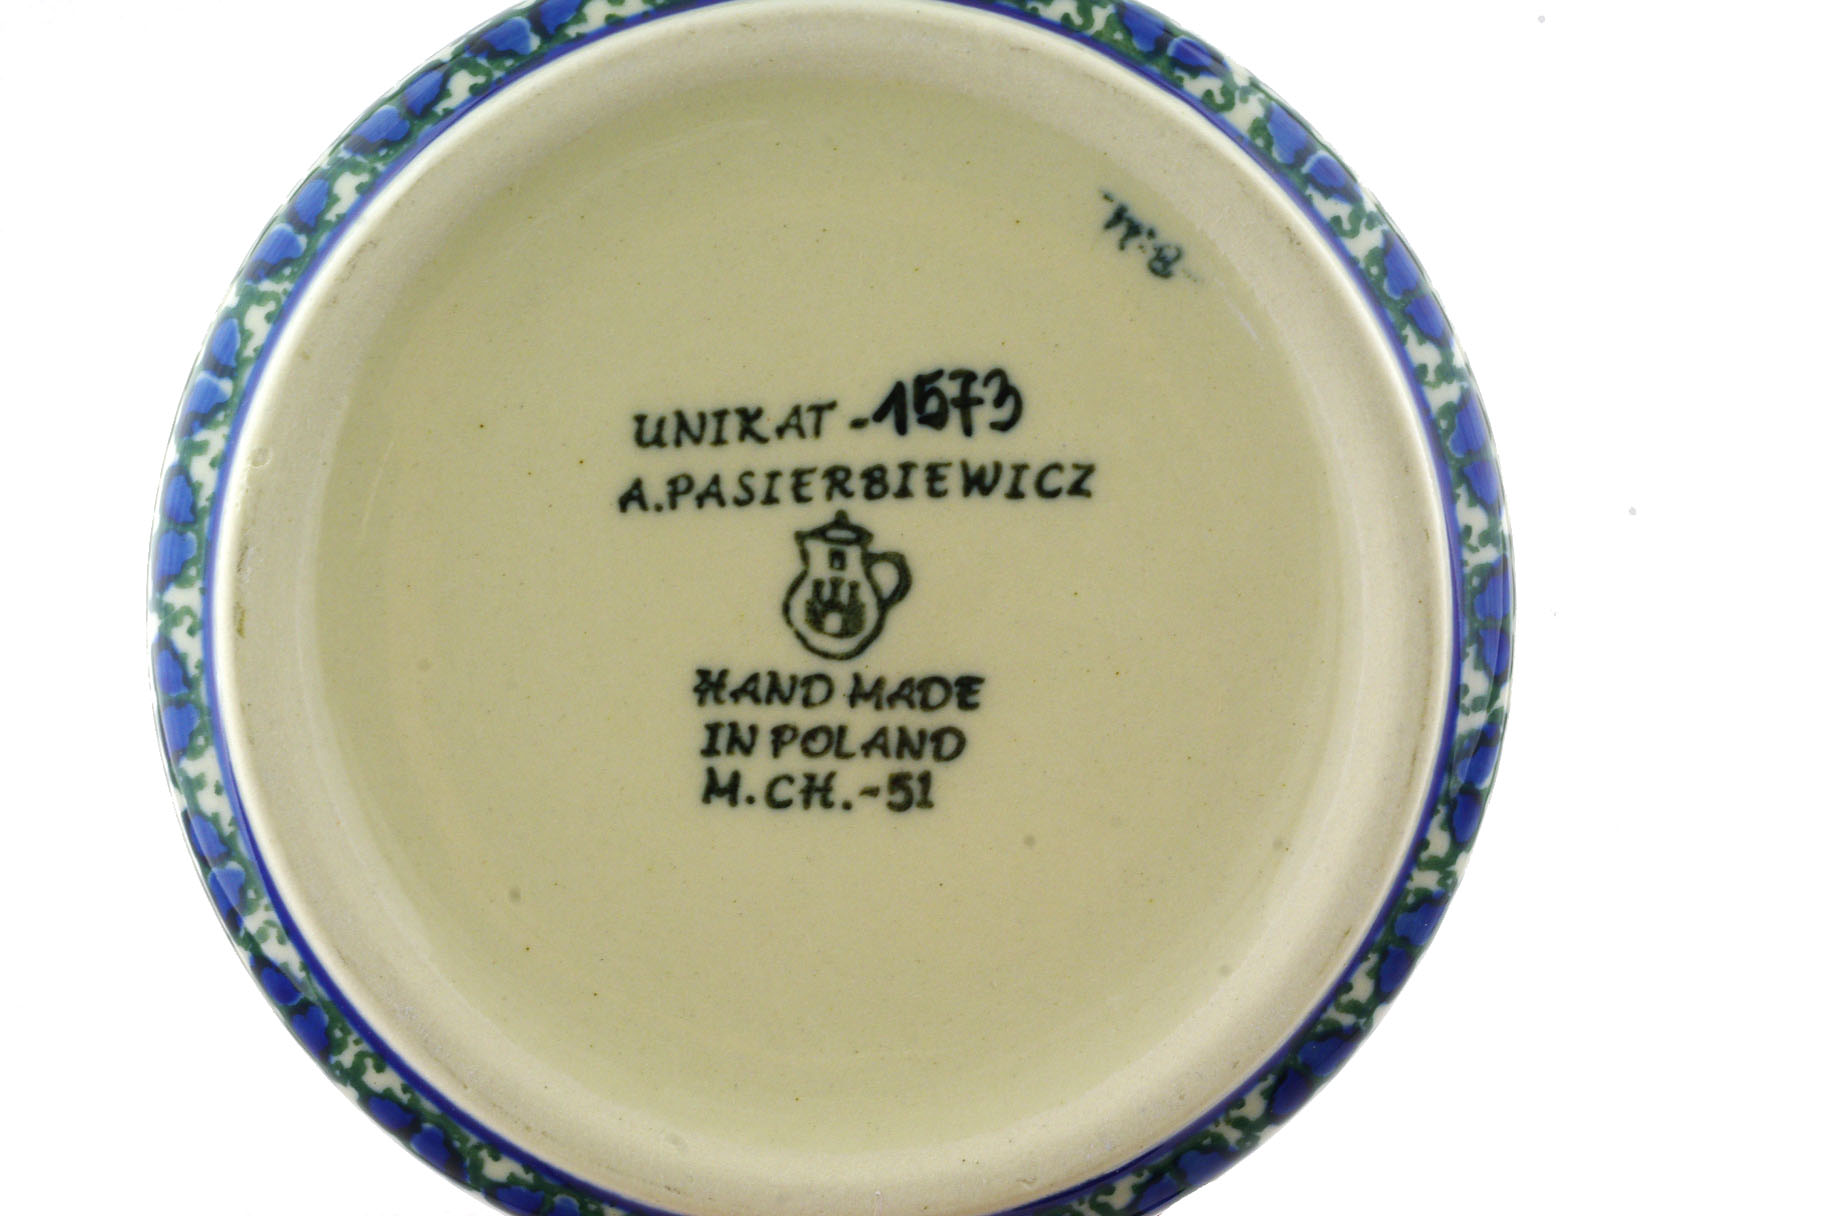 UNIKAT -1573
A.PASIERBIEWICZ
HAND MADE
IN POLAND
M.CH.-51